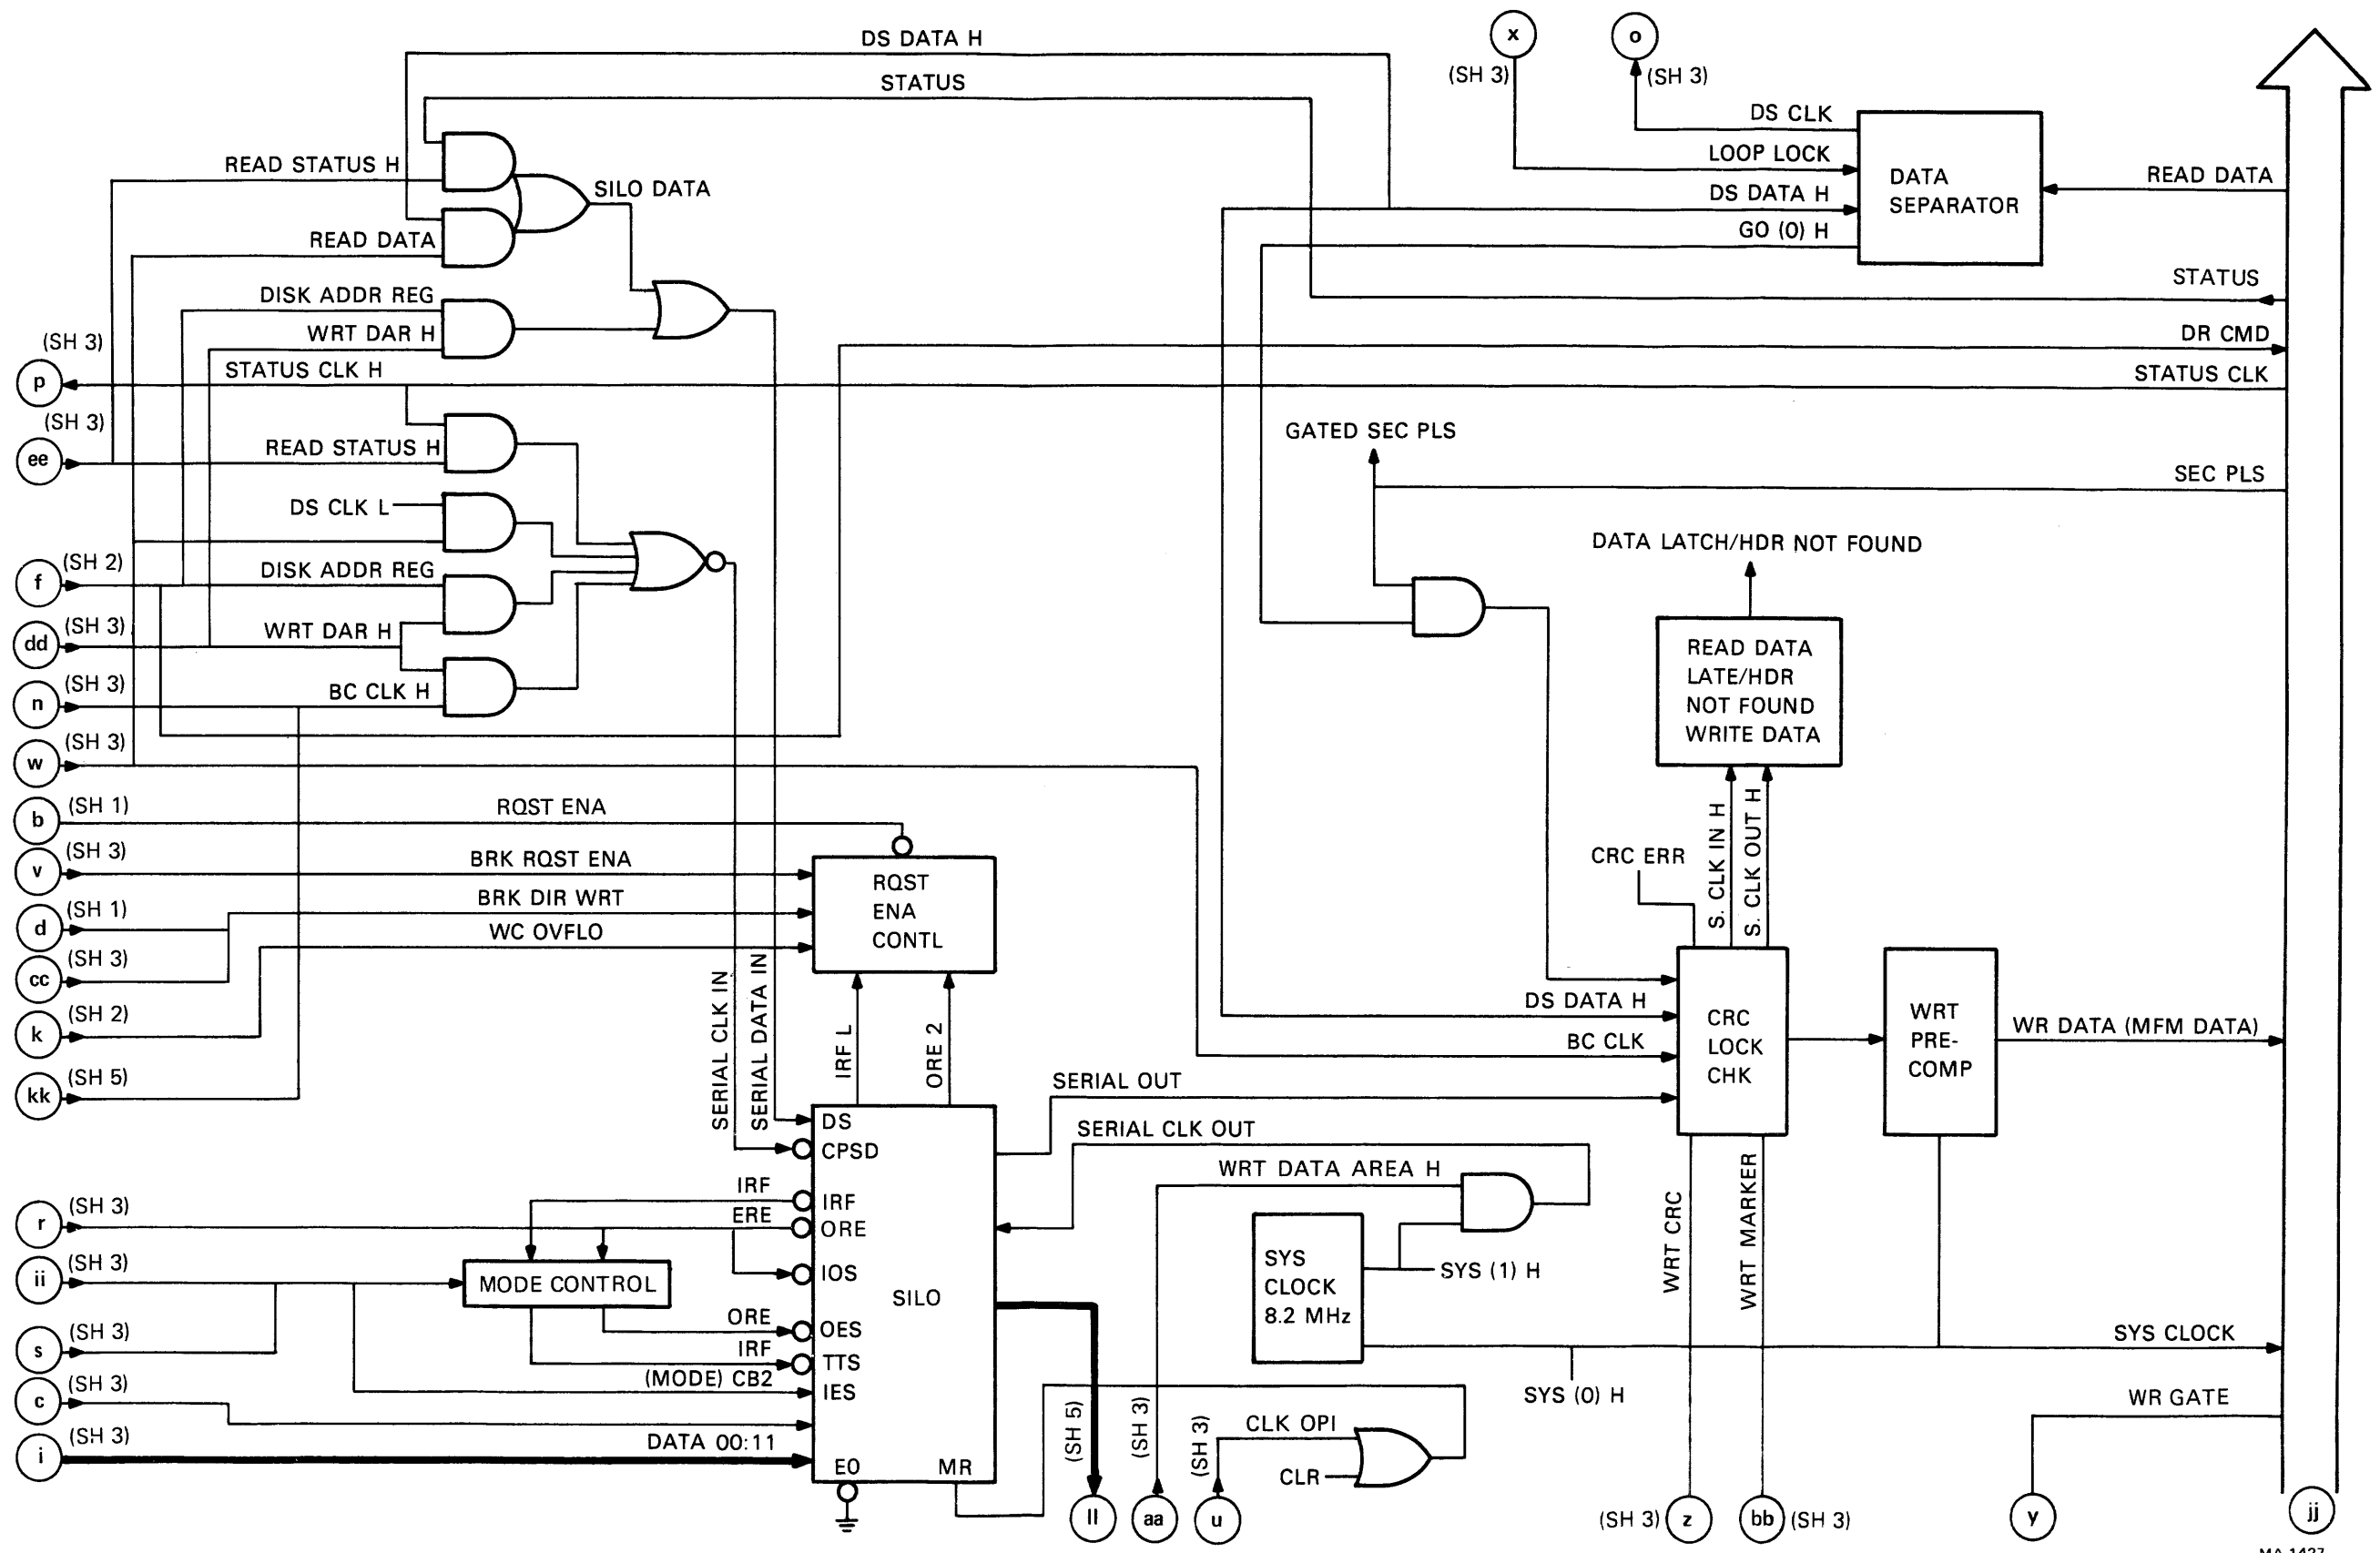 DS DATA H
STATUS
x
(SH 3)
o
(SH 3)
DS CLK
LOOP LOCK
DS DATA H
GO (0) H
DATA
SEPARATOR
READ DATA
READ STATUS H
SILO DATA
READ DATA
DISK ADDR REG
WRT DAR H
STATUS
DR CMD
STATUS CLK
(SH 3)
p
STATUS CLK H
(SH 3)
ee
READ STATUS H
DS CLK L
GATED SEC PLS
SEC PLS
(SH 2)
f
DISK ADDR REG
(SH 3)
dd
WRT DAR H
(SH 3)
n
BC CLK H
(SH 3)
w
DATA LATCH/HDR NOT FOUND
READ DATA
LATE/HDR
NOT FOUND
WRITE DATA
b
(SH 1)
RQST ENA
v
(SH 3)
BRK RQST ENA
d
(SH 1)
BRK DIR WRT
cc
(SH 3)
WC OVFLO
k
(SH 2)
kk
(SH 5)
RQST
ENA
CONTL
SERIAL CLK IN
SERIAL DATA IN
IRF L
ORE 2
CRC ERR
S. CLK IN H
S. CLK OUT H
DS DATA H
BC CLK
SERIAL OUT
CRC
LOCK
CHK
WRT
PRE-
COMP
WR DATA (MFM DATA)
SERIAL CLK OUT
WRT DATA AREA H
SYS
CLOCK
8.2 MHz
SYS (1) H
SYS (0) H
WRT CRC
WRT MARKER
SYS CLOCK
WR GATE
DS
CPSD
IRF
IRF
ERE
ORE
IOS
SILO
ORE
OES
IRF
TTS
(MODE) CB2
IES
DATA 00:11
EO
MR
r
(SH 3)
ii
(SH 3)
MODE CONTROL
s
(SH 3)
c
(SH 3)
i
(SH 3)
(SH 5)
(SH 3)
(SH 3)
CLK OPI
CLR
ll
aa
u
(SH 3)
z
bb
(SH 3)
y
jj
MA-1427